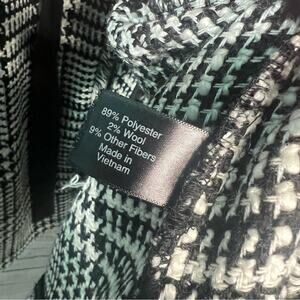 89% Polyester
2% Wool
9% Other Fibers
Made in
Vietnam